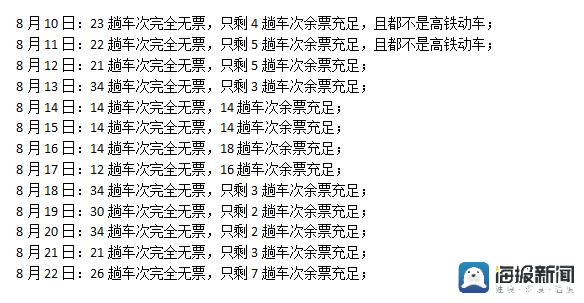 8 月 10 日：23 趟车次完全无票，只剩 4 趟车次余票充足，且都不是高铁动车；
8 月 11 日：22 趟车次完全无票，只剩 5 趟车次余票充足，且都不是高铁动车；
8 月 12 日：21 趟车次完全无票，只剩 5 趟车次余票充足；
8 月 13 日：34 趟车次完全无票，只剩 3 趟车次余票充足；
8 月 14 日：14 趟车次完全无票，14 趟车次余票充足；
8 月 15 日：14 趟车次完全无票，14 趟车次余票充足；
8 月 16 日：14 趟车次完全无票，18 趟车次余票充足；
8 月 17 日：12 趟车次完全无票，16 趟车次余票充足；
8 月 18 日：34 趟车次完全无票，只剩 3 趟车次余票充足；
8 月 19 日：30 趟车次完全无票，只剩 2 趟车次余票充足；
8 月 20 日：34 趟车次完全无票，只剩 2 趟车次余票充足；
8 月 21 日：21 趟车次完全无票，只剩 3 趟车次余票充足；
8 月 22 日：26 趟车次完全无票，只剩 7 趟车次余票充足；
海报新闻